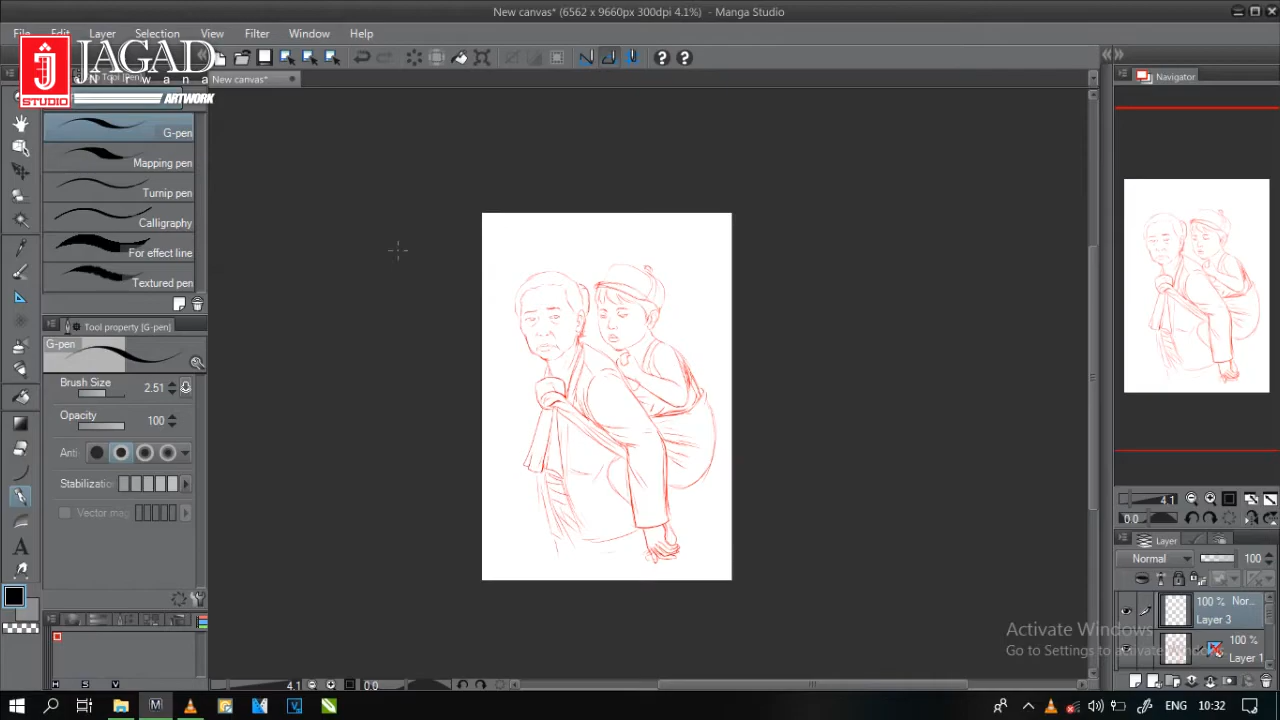 New canvas* (6562 x 9660px 300dpi 4.1%) - Manga Studio
File Edit Layer Selection View Filter Window Help
JAGAD
Nirwana
STUDIO
ARTWORK
New canvas*
Navigator
G-pen
Mapping pen
Turnip pen
Calligraphy
For effect line
Textured pen
Tool property [G-pen]
G-pen
Brush Size 2.51
Opacity 100
Anti
Stabilization
Vector mag
4.1
0.0
Layer
Normal 100
100 % Nor...
Layer 3
100 %
Layer 1
Activate Windows
Go to Settings to activate Windows.
4.1 0.0
ENG 10:32